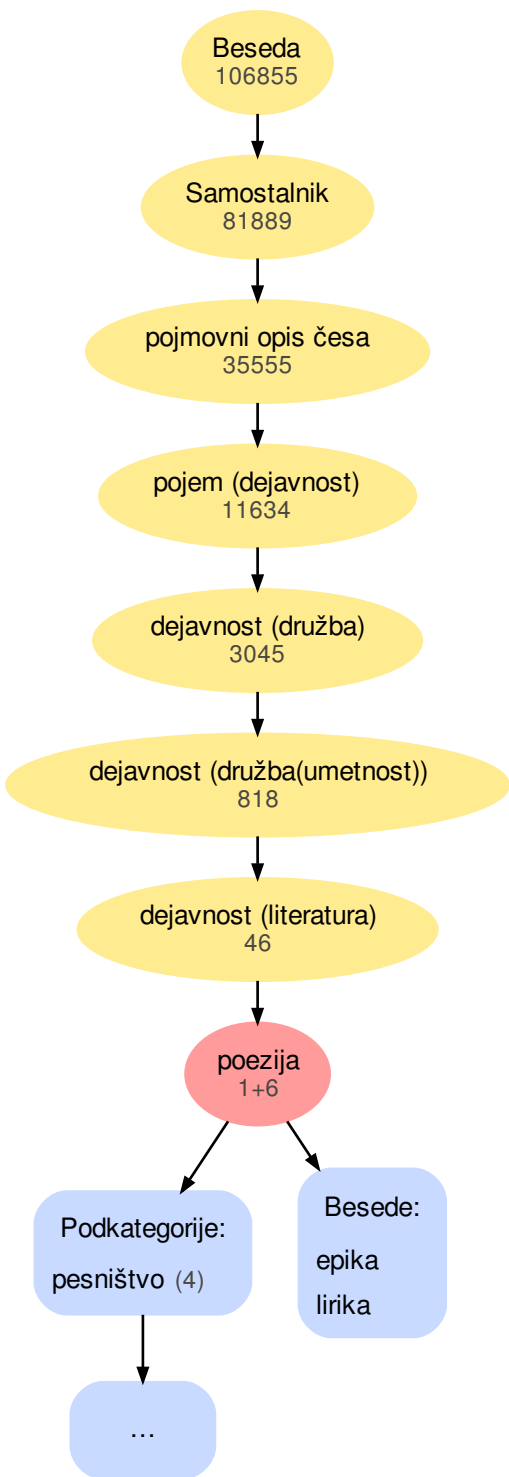 Beseda
106855
Samostalnik
81889
pojmovni opis česa
35555
pojem (dejavnost)
11634
dejavnost (družba)
3045
dejavnost (družba(umetnost))
818
dejavnost (literatura)
46
poezija
1+6
Podkategorije:
pesništvo (4)
Besede:
epika
lirika
…